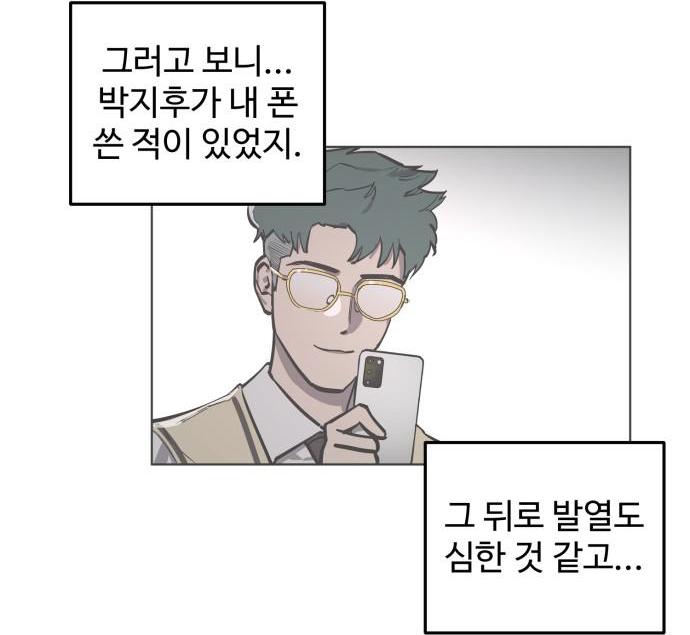 그러고 보니...
박지후가 내 폰
쓴 적이 있었지.
그 뒤로 발열도
심한 것 같고...